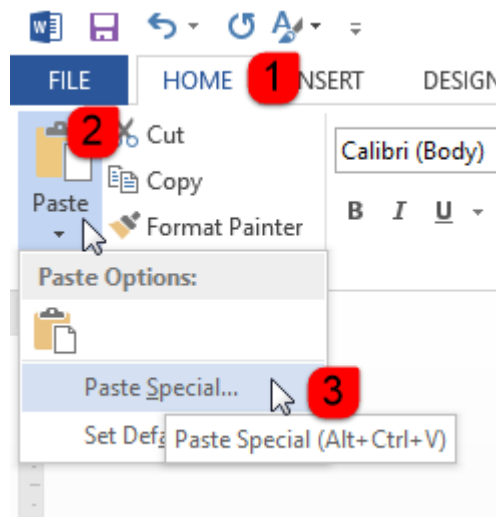 FILE HOME 1 NSERT DESIGN
2 Cut
Calibri (Body)
Copy
Paste
B I U
Format Painter
Paste Options:
Paste Special... 3
Set Defa
Paste Special (Alt+Ctrl+V)